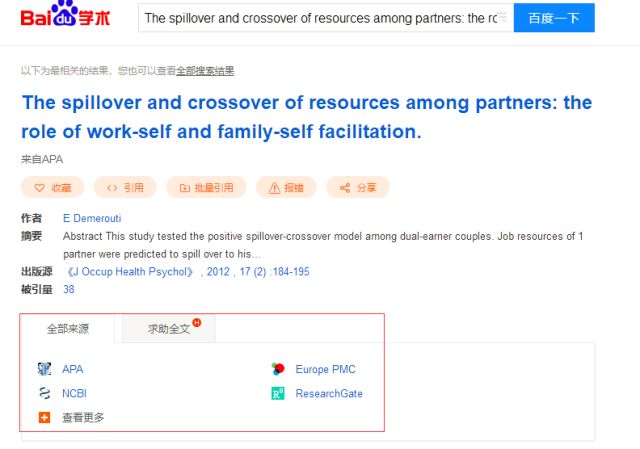 Baidu 学术
The spillover and crossover of resources among partners: the ro
百度一下
以下为最相关的结果，您也可以查看全部搜索结果
The spillover and crossover of resources among partners: the
role of work-self and family-self facilitation.
来自APA
收藏 引用 批量引用 报错 分享
作者 E Demerouti
摘要 Abstract This study tested the positive spillover-crossover model among dual-earner couples. Job resources of 1
partner were predicted to spill over to his...
出版源 《J Occup Health Psychol》 , 2012 , 17 (2) :184-195
被引量 38
全部来源 求助全文 H
APA Europe PMC
NCBI R ResearchGate
查看更多